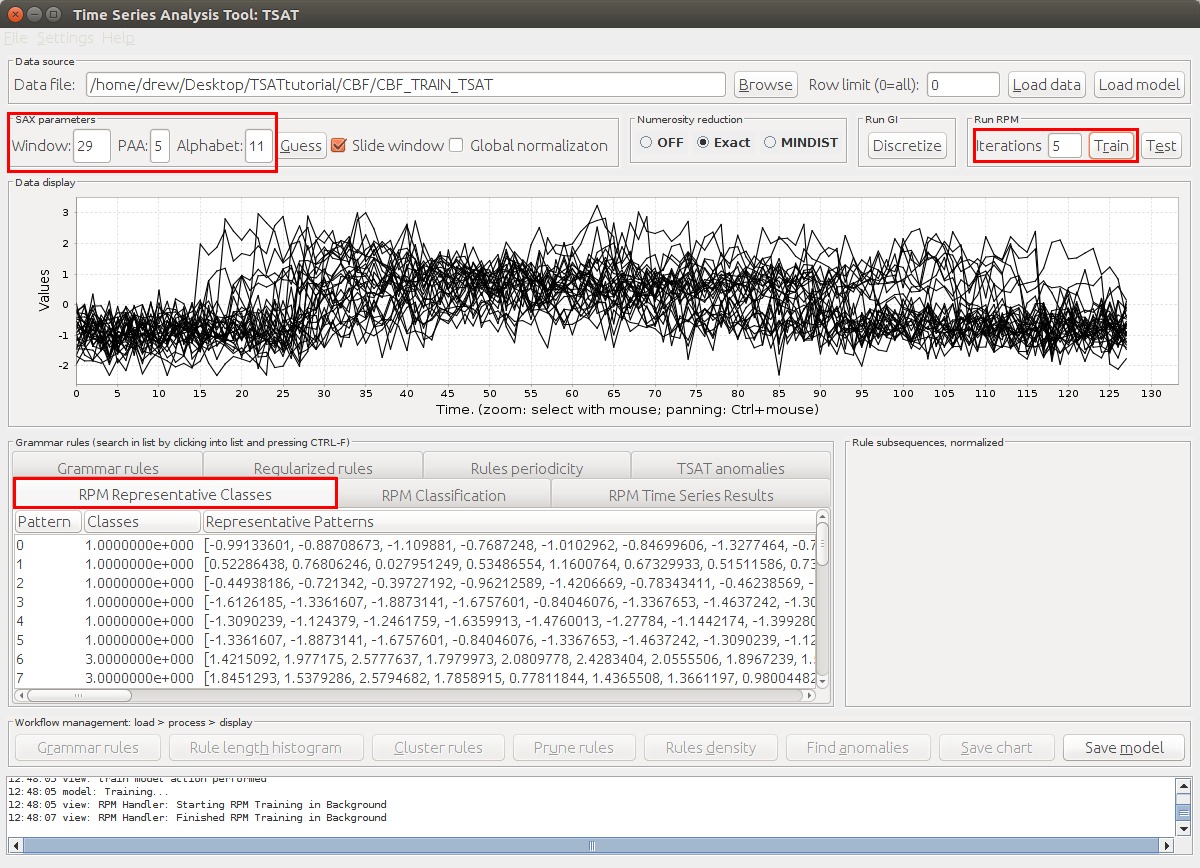 Time Series Analysis Tool: TSAT
File Settings Help
Data source
Data file: /home/drew/Desktop/TSATtutorial/CBF/CBF_TRAIN_TSAT Browse Row limit (0=all): 0 Load data Load model
SAX parameters Numerosity reduction Run GI Run RPM
Window: 29 PAA: 5 Alphabet: 11 Guess Slide window Global normalizaton OFF Exact MINDIST Discretize Iterations 5 Train Test
Data display
Values
3
2
1
0
-1
-2
0 5 10 15 20 25 30 35 40 45 50 55 60 65 70 75 80 85 90 95 100 105 110 115 120 125 130
Time. (zoom: select with mouse; panning: Ctrl+mouse)
Grammar rules (search in list by clicking into list and pressing CTRL-F) Rule subsequences, normalized
Grammar rules Regularized rules Rules periodicity TSAT anomalies
RPM Representative Classes RPM Classification RPM Time Series Results
Pattern Classes Representative Patterns
0 1.0000000e+000 [-0.99133601, -0.88708673, -1.109881, -0.7687248, -1.0102962, -0.84699606, -1.3277464, -0.7
1 1.0000000e+000 [0.52286438, 0.76806246, 0.027951249, 0.53486554, 1.1600764, 0.67329933, 0.51511586, 0.73
2 1.0000000e+000 [-0.44938186, -0.721342, -0.39727192, -0.96212589, -1.4206669, -0.78343411, -0.46238569, -
3 1.0000000e+000 [-1.6126185, -1.3361607, -1.8873141, -1.6757601, -0.84046076, -1.3367653, -1.4637242, -1.30
4 1.0000000e+000 [-1.3090239, -1.124379, -1.2461759, -1.6359913, -1.4760013, -1.27784, -1.1442174, -1.399280
5 1.0000000e+000 [-1.3361607, -1.8873141, -1.6757601, -0.84046076, -1.3367653, -1.4637242, -1.3090239, -1.12
6 3.0000000e+000 [1.4215092, 1.977175, 2.5777637, 1.7979973, 2.0809778, 2.4283404, 2.0555506, 1.8967239, 1.
7 3.0000000e+000 [1.8451293, 1.5379286, 2.5794682, 1.7858915, 0.77811844, 1.4365508, 1.3661197, 0.98004482
Workflow management: load > process > display
Grammar rules Rule length histogram Cluster rules Prune rules Rules density Find anomalies Save chart Save model
12:48:05 view: train model action performed
12:48:05 model: Training...
12:48:05 view: RPM Handler: Starting RPM Training in Background
12:48:07 view: RPM Handler: Finished RPM Training in Background